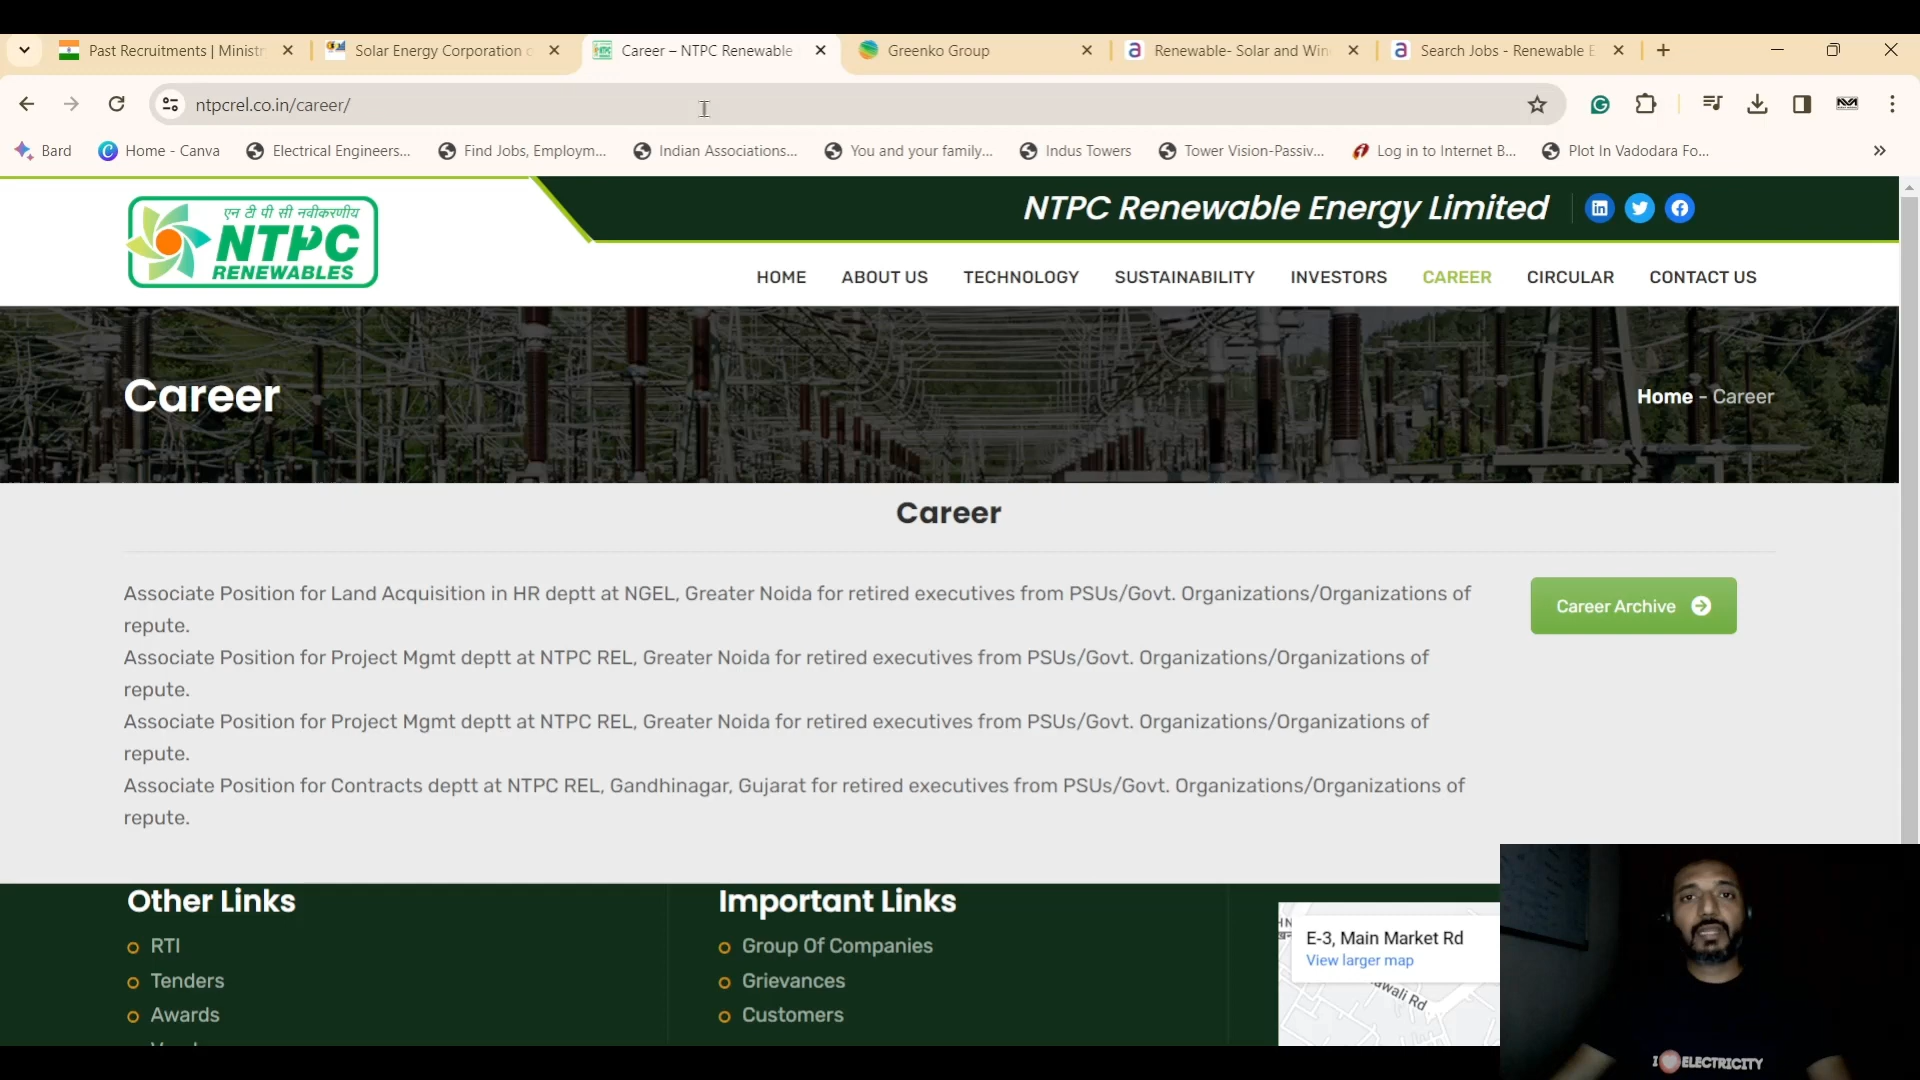 Past Recruitments | Ministr
Solar Energy Corporation o
Career – NTPC Renewable
Greenko Group
Renewable- Solar and Win
Search Jobs - Renewable E
ntpcrel.co.in/career/
Bard
Home - Canva
Electrical Engineers...
Find Jobs, Employm...
Indian Associations...
You and your family...
Indus Towers
Tower Vision-Passiv...
Log in to Internet B...
Plot In Vadodara Fo...
एन टी पी सी नवीकरणीय
NTPC
RENEWABLES
NTPC Renewable Energy Limited
HOME
ABOUT US
TECHNOLOGY
SUSTAINABILITY
INVESTORS
CAREER
CIRCULAR
CONTACT US
Career
Home - Career
Career
Associate Position for Land Acquisition in HR deptt at NGEL, Greater Noida for retired executives from PSUs/Govt. Organizations/Organizations of
repute.
Associate Position for Project Mgmt deptt at NTPC REL, Greater Noida for retired executives from PSUs/Govt. Organizations/Organizations of
repute.
Associate Position for Project Mgmt deptt at NTPC REL, Greater Noida for retired executives from PSUs/Govt. Organizations/Organizations of
repute.
Associate Position for Contracts deptt at NTPC REL, Gandhinagar, Gujarat for retired executives from PSUs/Govt. Organizations/Organizations of
repute.
Career Archive
Other Links
RTI
Tenders
Awards
Important Links
Group Of Companies
Grievances
Customers
E-3, Main Market Rd
View larger map
awali Rd
I ELECTRICITY